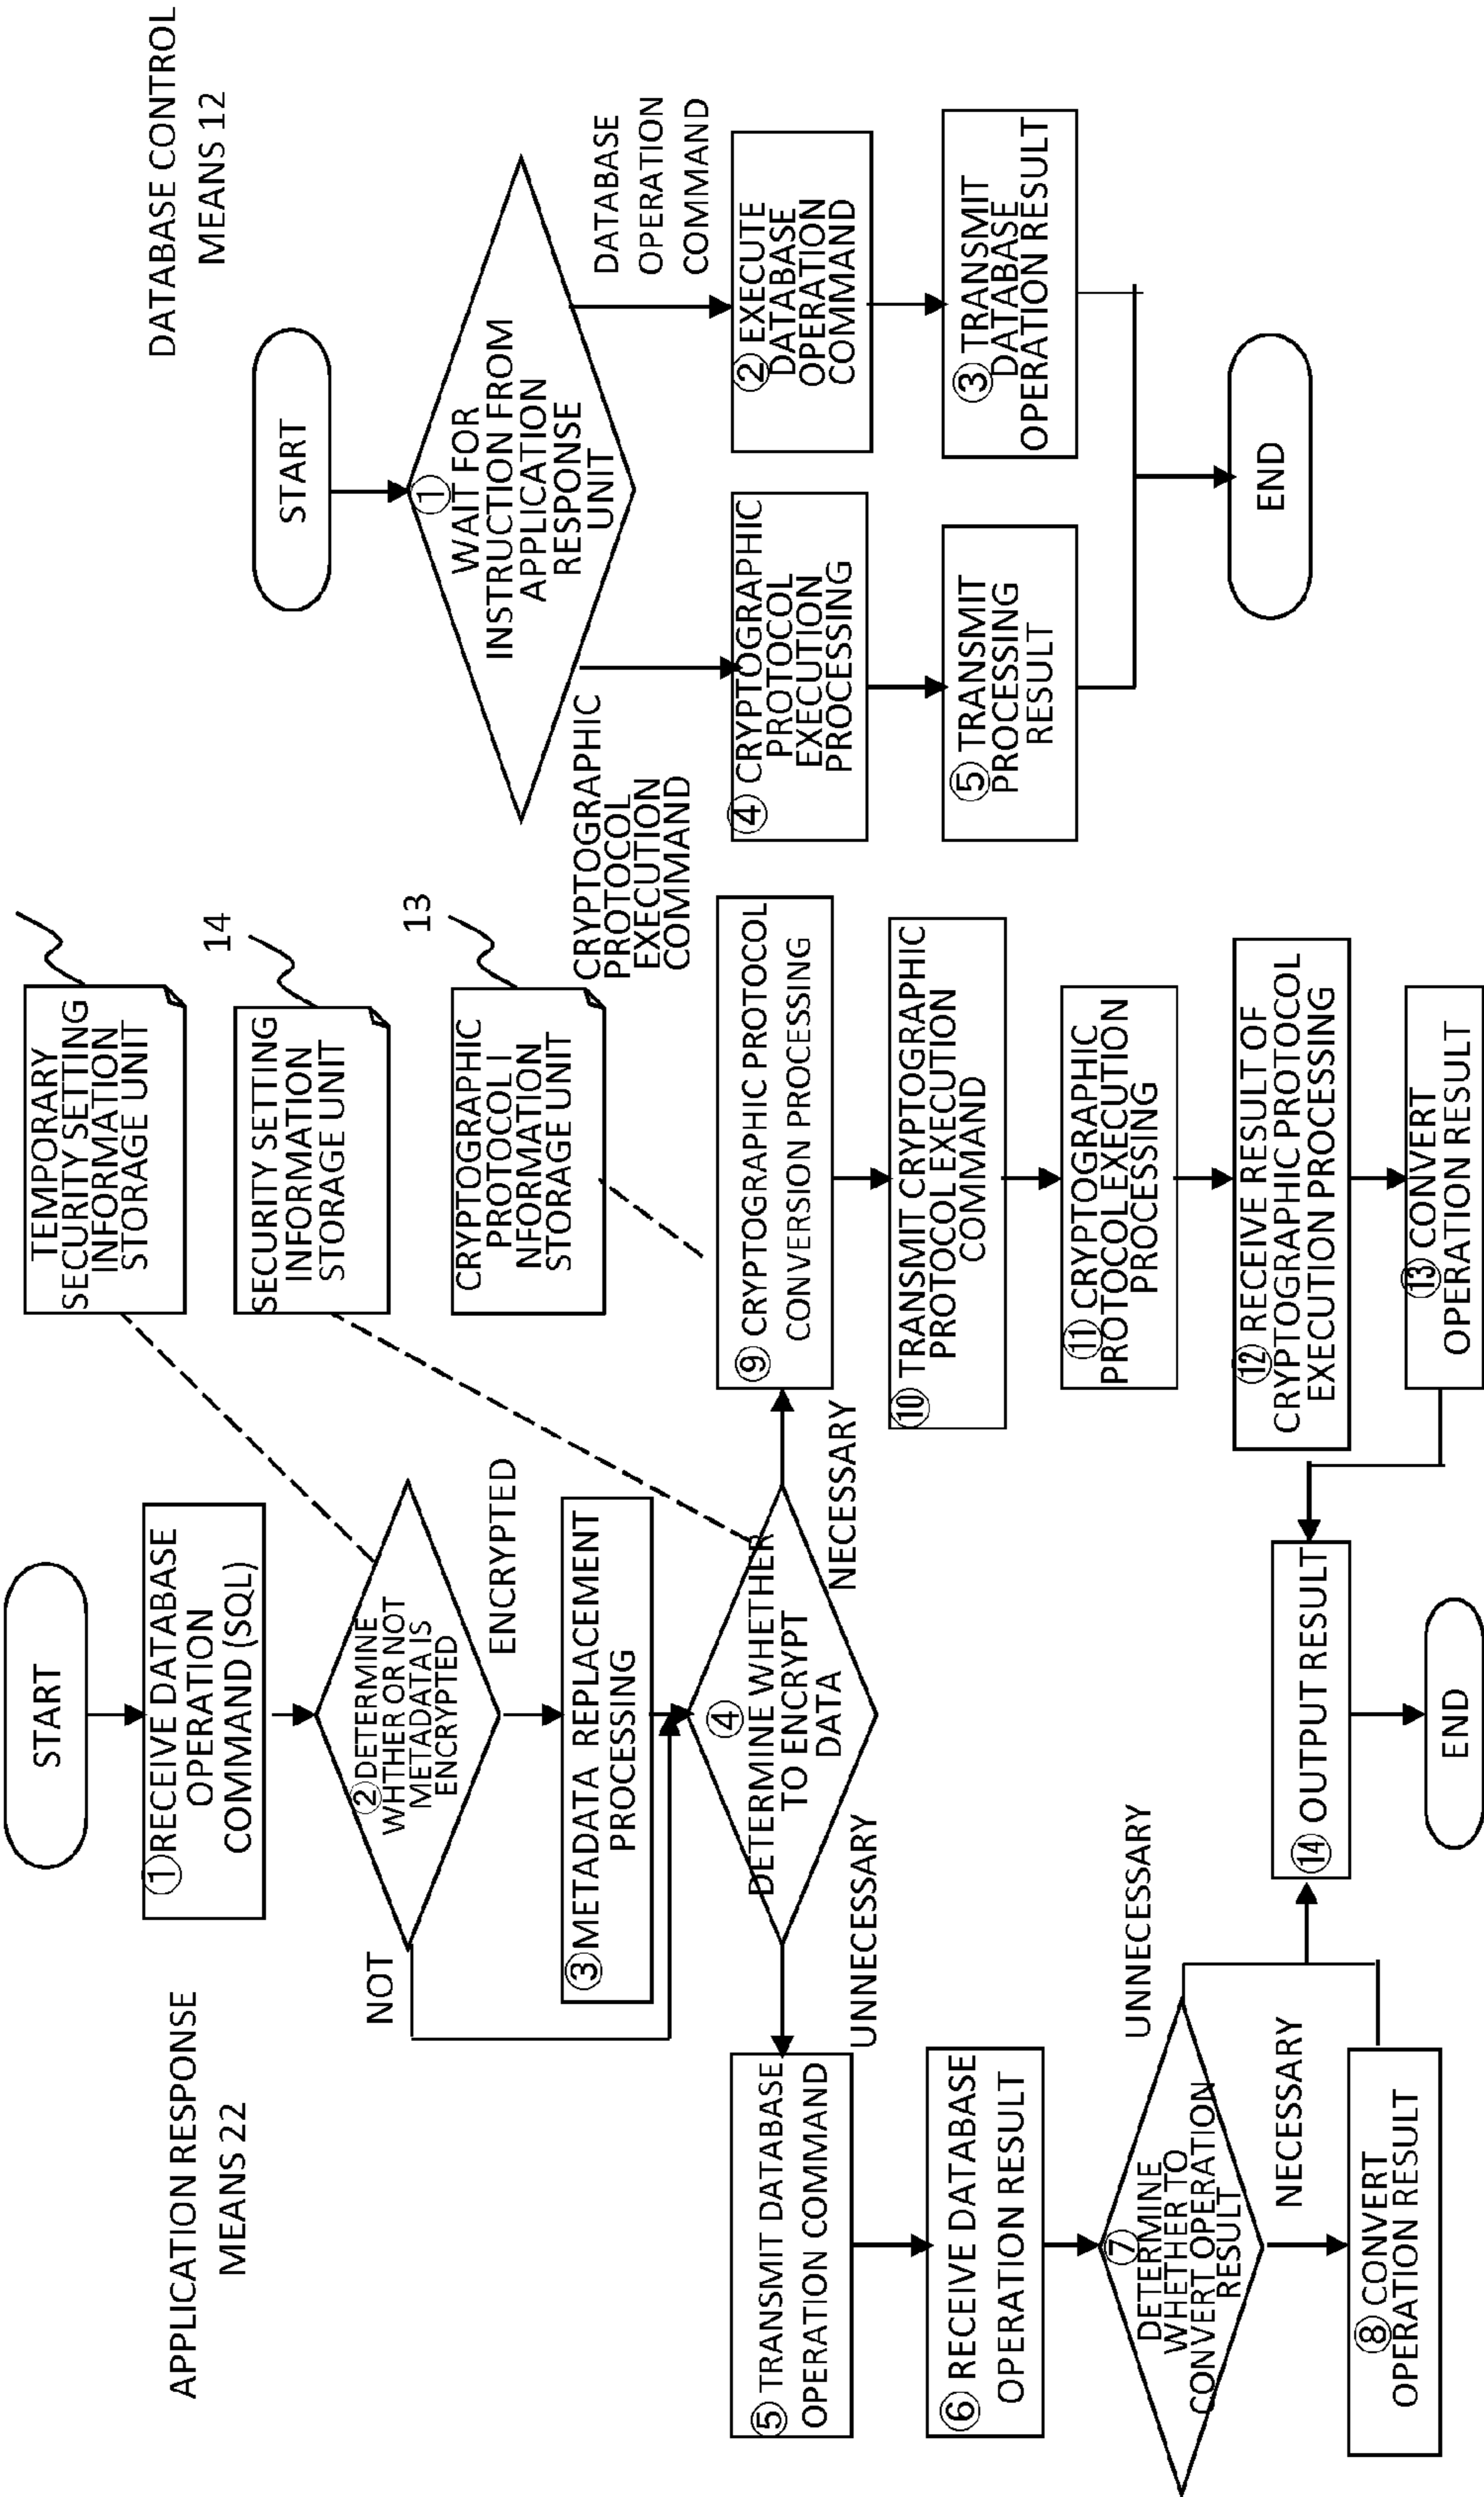 APPLICATION RESPONSE
MEANS 22
START
① RECEIVE DATABASE
OPERATION
COMMAND (SQL)
② DETERMINE
WHTHER OR NOT
METADATA IS
ENCRYPTED
NOT
ENCRYPTED
③ METADATA REPLACEMENT
PROCESSING
④
DETERMINE WHETHER
TO ENCRYPT
DATA
UNNECESSARY
NECESSARY
⑤ TRANSMIT DATABASE
OPERATION COMMAND
⑥ RECEIVE DATABASE
OPERATION RESULT
⑦
DETERMINE
WHETHER TO
CONVERT OPERATION
RESULT
UNNECESSARY
NECESSARY
⑧ CONVERT
OPERATION RESULT
TEMPORARY
SECURITY SETTING
INFORMATION
STORAGE UNIT
14
SECURITY SETTING
INFORMATION
STORAGE UNIT
13
CRYPTOGRAPHIC
PROTOCOL I
NFORMATION
STORAGE UNIT
⑨ CRYPTOGRAPHIC PROTOCOL
CONVERSION PROCESSING
⑩ TRANSMIT CRYPTOGRAPHIC
PROTOCOL EXECUTION
COMMAND
⑪ CRYPTOGRAPHIC
PROTOCOL EXECUTION
PROCESSING
⑫ RECEIVE RESULT OF
CRYPTOGRAPHIC PROTOCOL
EXECUTION PROCESSING
⑬ CONVERT
OPERATION RESULT
⑭ OUTPUT RESULT
END
DATABASE CONTROL
MEANS 12
START
①
WAIT FOR
INSTRUCTION FROM
APPLICATION
RESPONSE
UNIT
CRYPTOGRAPHIC
PROTOCOL
EXECUTION
COMMAND
DATABASE
OPERATION
COMMAND
④ CRYPTOGRAPHIC
PROTOCOL
EXECUTION
PROCESSING
② EXECUTE
DATABASE
OPERATION
COMMAND
⑤ TRANSMIT
PROCESSING
RESULT
③ TRANSMIT
DATABASE
OPERATION RESULT
END